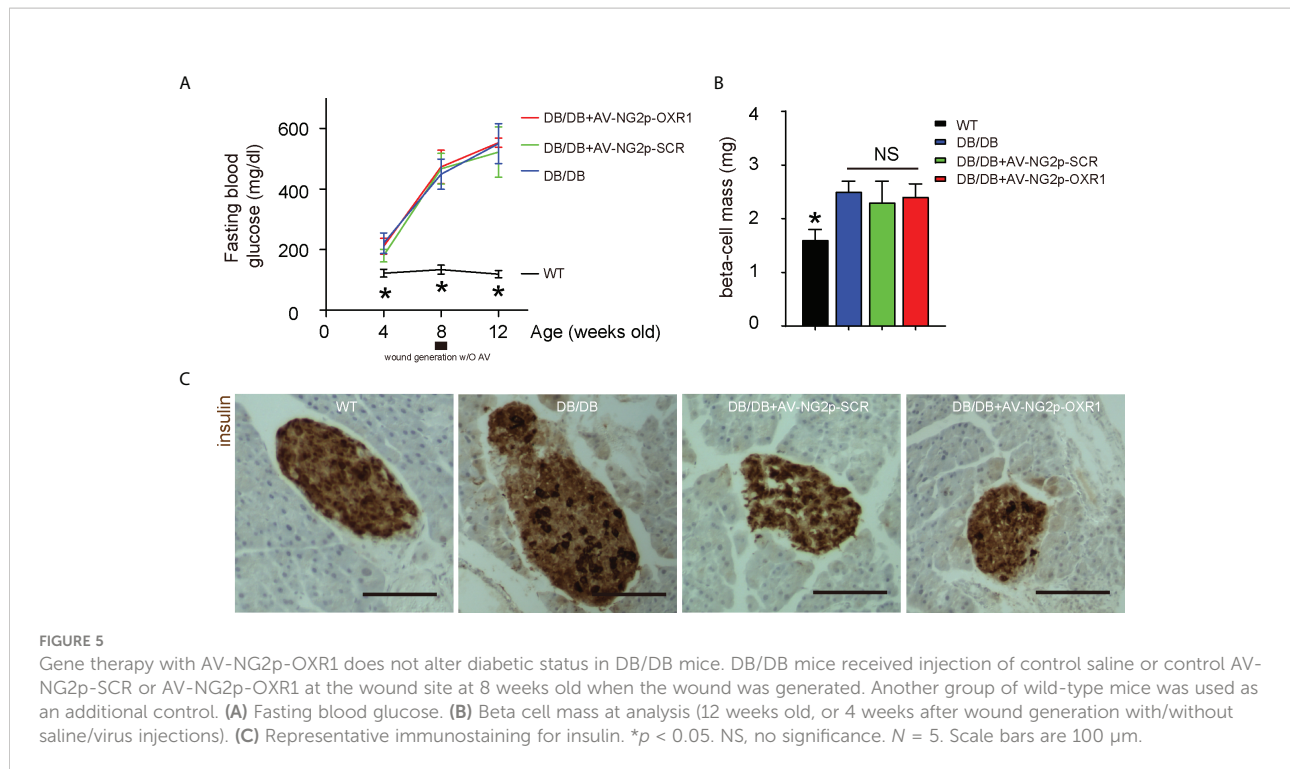 A
Fasting blood
glucose (mg/dl)
600
400
200
0
0
4
8
12
Age (weeks old)
wound generation w/O AV
DB/DB+AV-NG2p-OXR1
DB/DB+AV-NG2p-SCR
DB/DB
WT
*
*
*
B
beta-cell mass (mg)
4
3
2
1
0
*
NS
WT
DB/DB
DB/DB+AV-NG2p-SCR
DB/DB+AV-NG2p-OXR1
C
insulin
WT
DB/DB
DB/DB+AV-NG2p-SCR
DB/DB+AV-NG2p-OXR1
FIGURE 5
Gene therapy with AV-NG2p-OXR1 does not alter diabetic status in DB/DB mice. DB/DB mice received injection of control saline or control AV-
NG2p-SCR or AV-NG2p-OXR1 at the wound site at 8 weeks old when the wound was generated. Another group of wild-type mice was used as
an additional control. (A) Fasting blood glucose. (B) Beta cell mass at analysis (12 weeks old, or 4 weeks after wound generation with/without
saline/virus injections). (C) Representative immunostaining for insulin. *p < 0.05. NS, no significance. N = 5. Scale bars are 100 μm.